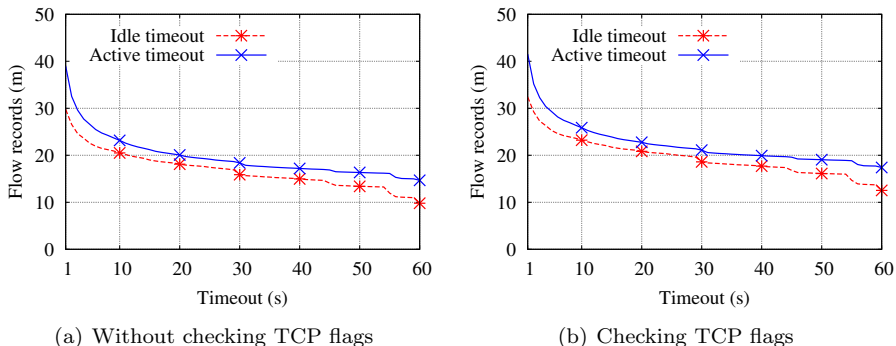 50
40
30
20
10
0
Flow records (m)
Idle timeout
Active timeout
1 10 20 30 40 50 60
Timeout (s)
(a) Without checking TCP flags
50
40
30
20
10
0
Flow records (m)
Idle timeout
Active timeout
1 10 20 30 40 50 60
Timeout (s)
(b) Checking TCP flags